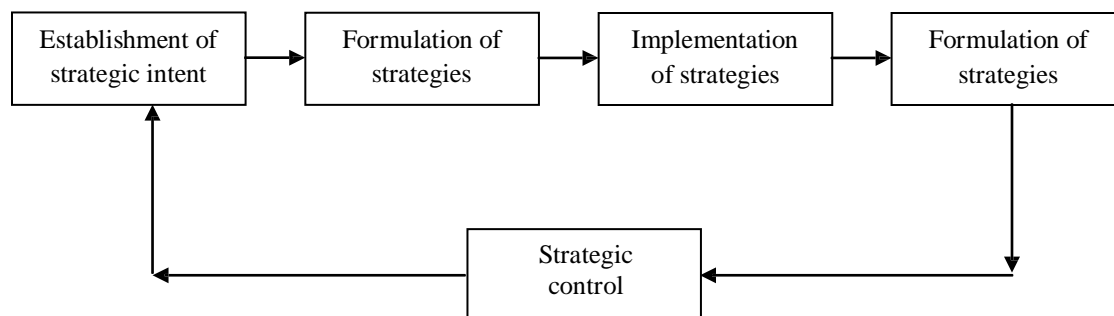 Establishment of
strategic intent
Formulation of
strategies
Implementation
of strategies
Formulation of
strategies
Strategic
control